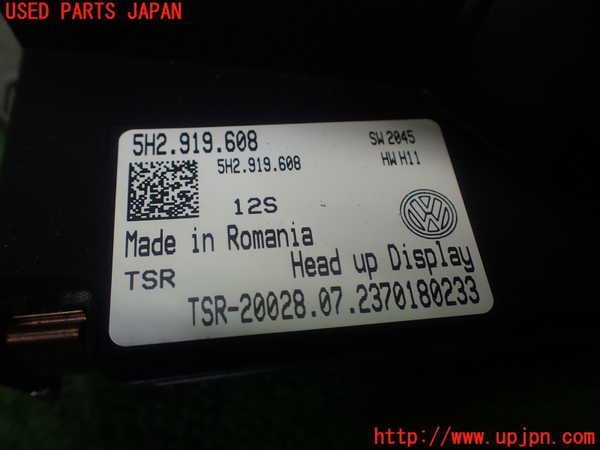 USED PARTS JAPAN
5H2.919.608
SW 2045
5H2.919.608
HW H11
12S
Made in Romania
TSR
Head up Display
TSR-20028.07.2370180233
http://www.upjpn.com